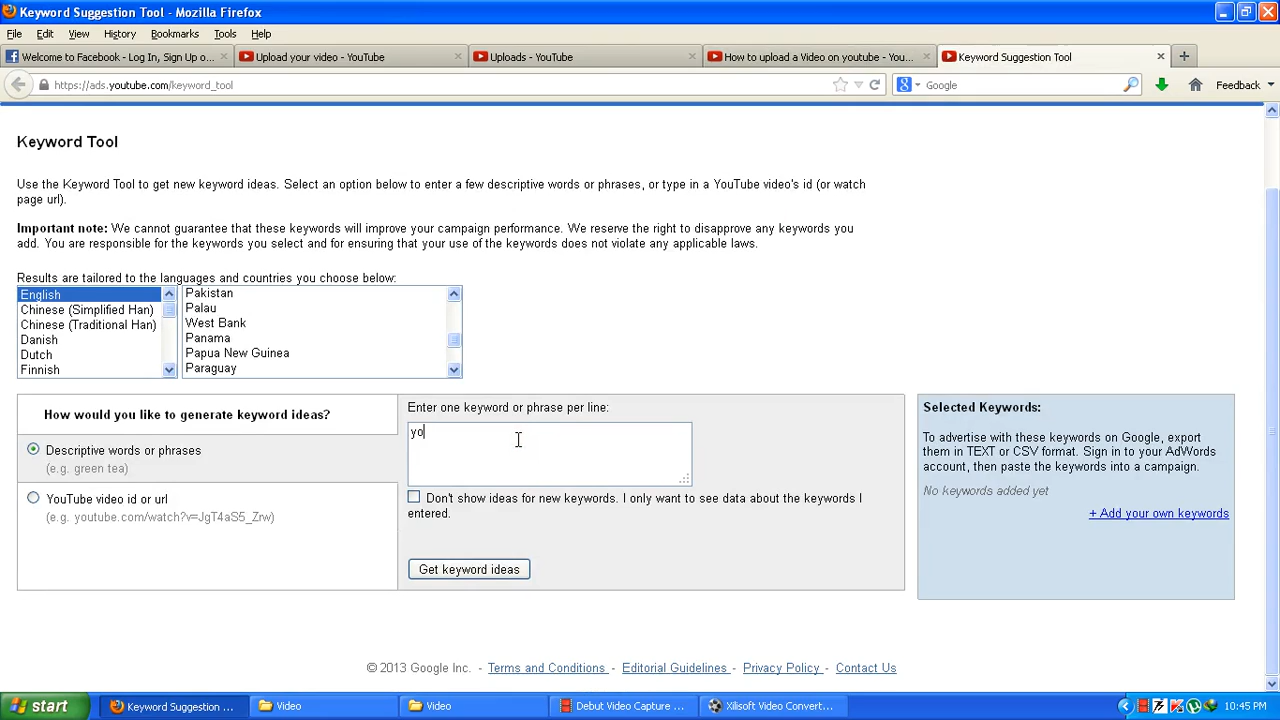 Keyword Suggestion Tool - Mozilla Firefox
File Edit View History Bookmarks Tools Help
Welcome to Facebook - Log In, Sign Up o...
Upload your video - YouTube
Uploads - YouTube
How to upload a Video on youtube - You...
Keyword Suggestion Tool
https://ads.youtube.com/keyword_tool
Google
Feedback
Keyword Tool
Use the Keyword Tool to get new keyword ideas. Select an option below to enter a few descriptive words or phrases, or type in a YouTube video's id (or watch
page url).
Important note: We cannot guarantee that these keywords will improve your campaign performance. We reserve the right to disapprove any keywords you
add. You are responsible for the keywords you select and for ensuring that your use of the keywords does not violate any applicable laws.
Results are tailored to the languages and countries you choose below:
English
Chinese (Simplified Han)
Chinese (Traditional Han)
Danish
Dutch
Finnish
Pakistan
Palau
West Bank
Panama
Papua New Guinea
Paraguay
How would you like to generate keyword ideas?
Descriptive words or phrases
(e.g. green tea)
YouTube video id or url
(e.g. youtube.com/watch?v=JgT4aS5_Zrw)
Enter one keyword or phrase per line:
yo
Don't show ideas for new keywords. I only want to see data about the keywords I
entered.
Get keyword ideas
Selected Keywords:
To advertise with these keywords on Google, export
them in TEXT or CSV format. Sign in to your AdWords
account, then paste the keywords into a campaign.
No keywords added yet
+ Add your own keywords
© 2013 Google Inc. - Terms and Conditions - Editorial Guidelines - Privacy Policy - Contact Us
start
Keyword Suggestion ...
Video
Video
Debut Video Capture ...
Xilisoft Video Convert...
10:45 PM